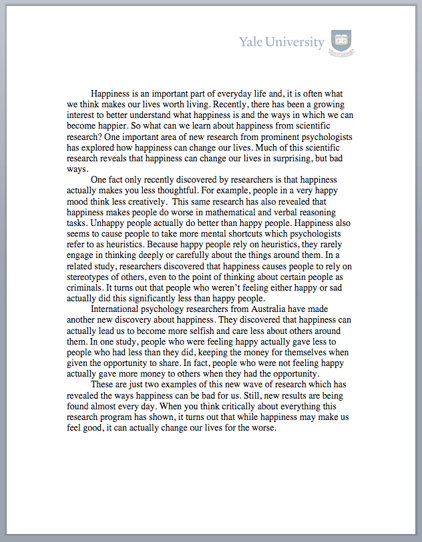 Yale University
Happiness is an important part of everyday life and, it is often what
we think makes our lives worth living. Recently, there has been a growing
interest to better understand what happiness is and the ways in which we can
become happier. So what can we learn about happiness from scientific
research? One important area of new research from prominent psychologists
has explored how happiness can change our lives. Much of this scientific
research reveals that happiness can change our lives in surprising, but bad
ways.
One fact only recently discovered by researchers is that happiness
actually makes you less thoughtful. For example, people in a very happy
mood think less creatively. This same research has also revealed that
happiness makes people do worse in mathematical and verbal reasoning
tasks. Unhappy people actually do better than happy people. Happiness also
seems to cause people to take more mental shortcuts which psychologists
refer to as heuristics. Because happy people rely on heuristics, they rarely
engage in thinking deeply or carefully about the things around them. In a
related study, researchers discovered that happiness causes people to rely on
stereotypes of others, even to the point of thinking about certain people as
criminals. It turns out that people who weren't feeling either happy or sad
actually did this significantly less than happy people.
International psychology researchers from Australia have made
another new discovery about happiness. They discovered that happiness can
actually lead us to become more selfish and care less about others around
them. In one study, people who were feeling happy actually gave less to
people who had less than they did, keeping the money for themselves when
given the opportunity to share. In fact, people who were not feeling happy
actually gave more money to others when they had the opportunity.
These are just two examples of this new wave of research which has
revealed the ways happiness can be bad for us. Still, new results are being
found almost every day. When you think critically about everything this
research program has shown, it turns out that while happiness may make us
feel good, it can actually change our lives for the worse.